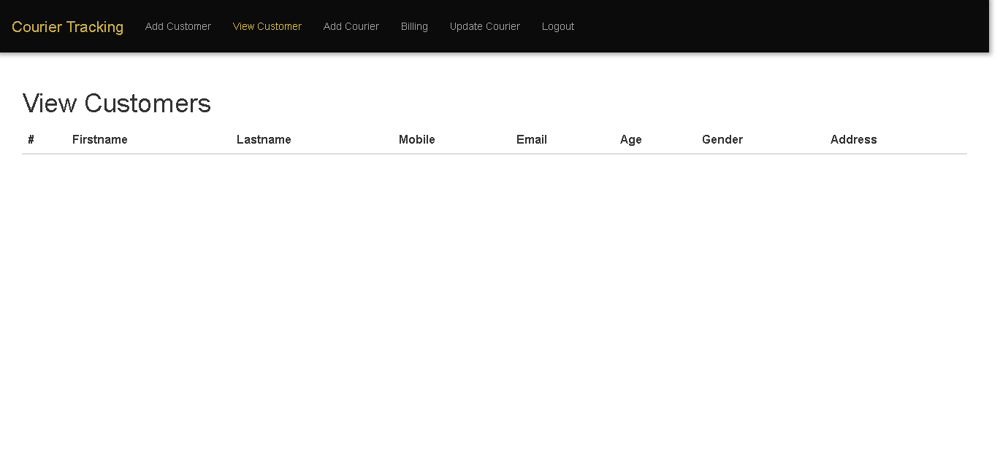 Courier Tracking Add Customer View Customer Add Courier Billing Update Courier Logout
View Customers
# Firstname Lastname Mobile Email Age Gender Address